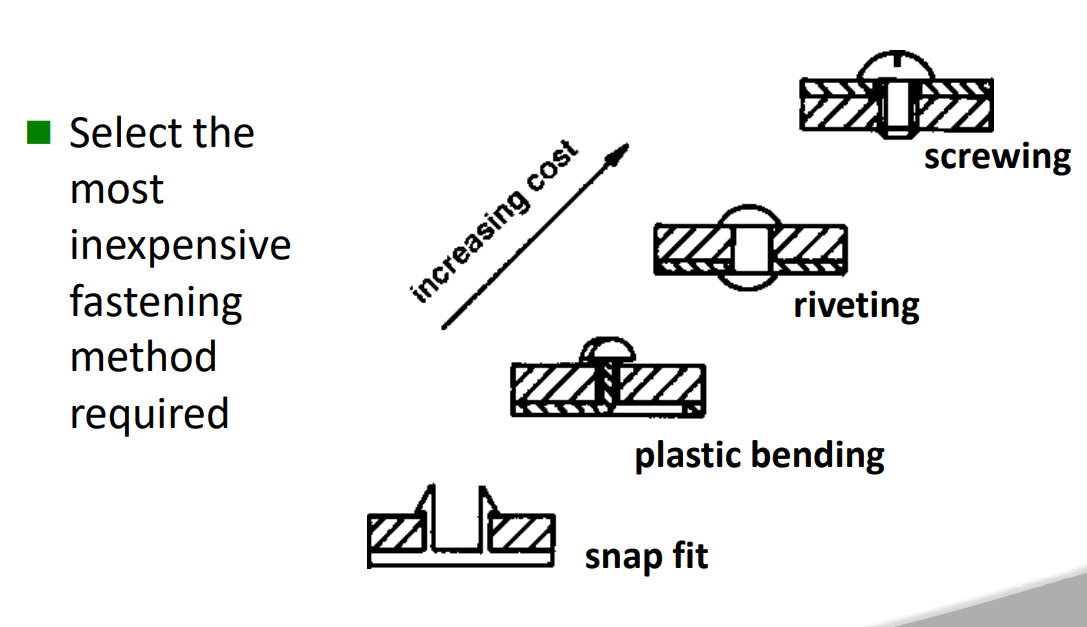 Select the
most
inexpensive
fastening
method
required
increasing cost
screwing
riveting
plastic bending
snap fit